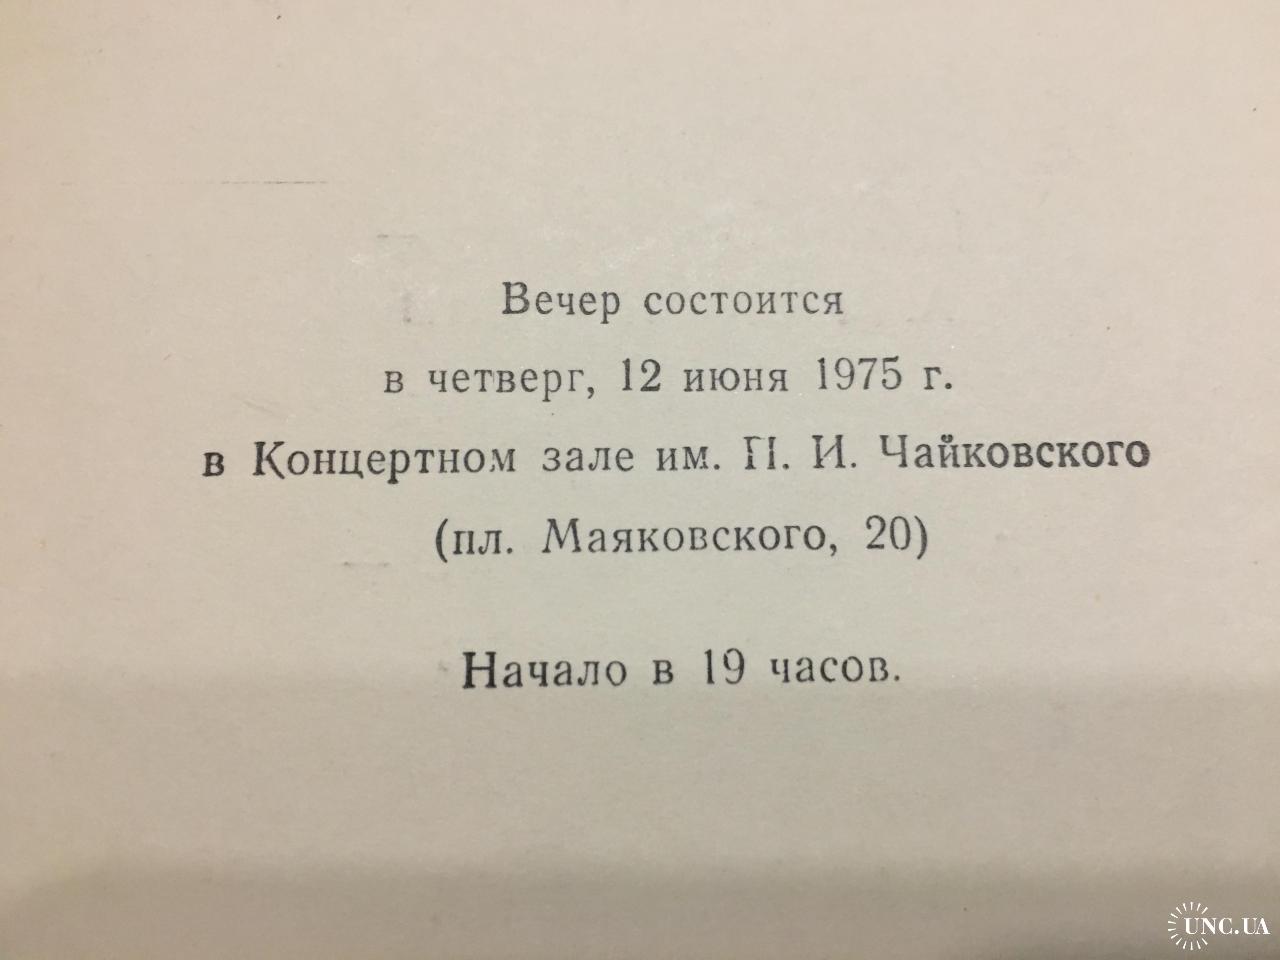 Вечер состоится
в четверг, 12 июня 1975 г.
в Концертном зале им. П. И. Чайковского
(пл. Маяковского, 20)
Начало в 19 часов.
UNC.UA